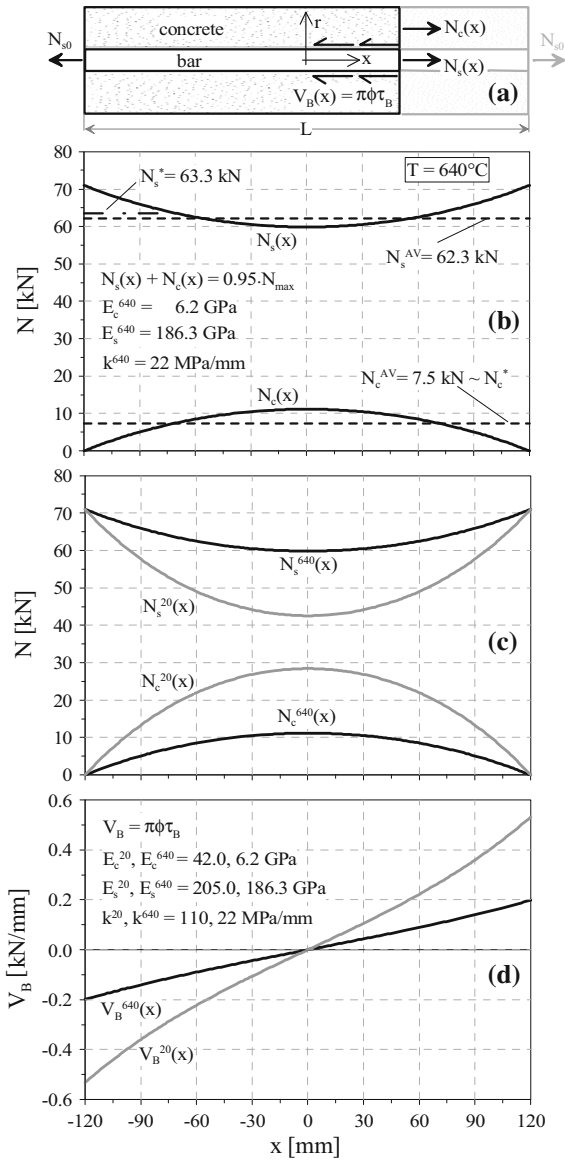 concrete
r
N_c(x)
N_s0
N_s0
bar
x
N_s(x)
V_B(x) = πϕτ_B
(a)
L
80
N_s* = 63.3 kN
T = 640°C
70
60
N_s(x)
N_s^AV = 62.3 kN
50
N_s(x) + N_c(x) = 0.95·N_max
40
E_c^640 = 6.2 GPa
(b)
E_s^640 = 186.3 GPa
30
k^640 = 22 MPa/mm
20
N_c(x)
N_c^AV = 7.5 kN ~ N_c*
10
0
N [kN]
80
70
60
N_s^640(x)
50
N_s^20(x)
40
(c)
30
N_c^20(x)
20
N_c^640(x)
10
0
N [kN]
0.6
V_B = πϕτ_B
E_c^20, E_c^640 = 42.0, 6.2 GPa
0.4
E_s^20, E_s^640 = 205.0, 186.3 GPa
k^20, k^640 = 110, 22 MPa/mm
0.2
0.0
(d)
-0.2
V_B^640(x)
-0.4
V_B^20(x)
-0.6
V_B [kN/mm]
-120 -90 -60 -30 0 30 60 90 120
x [mm]